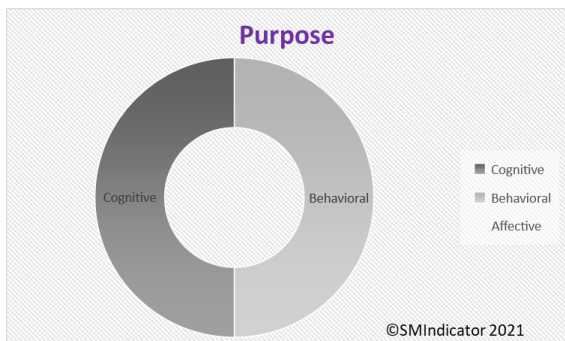 Purpose
Cognitive
Behavioral
Cognitive
Behavioral
Affective
©SMIndicator 2021